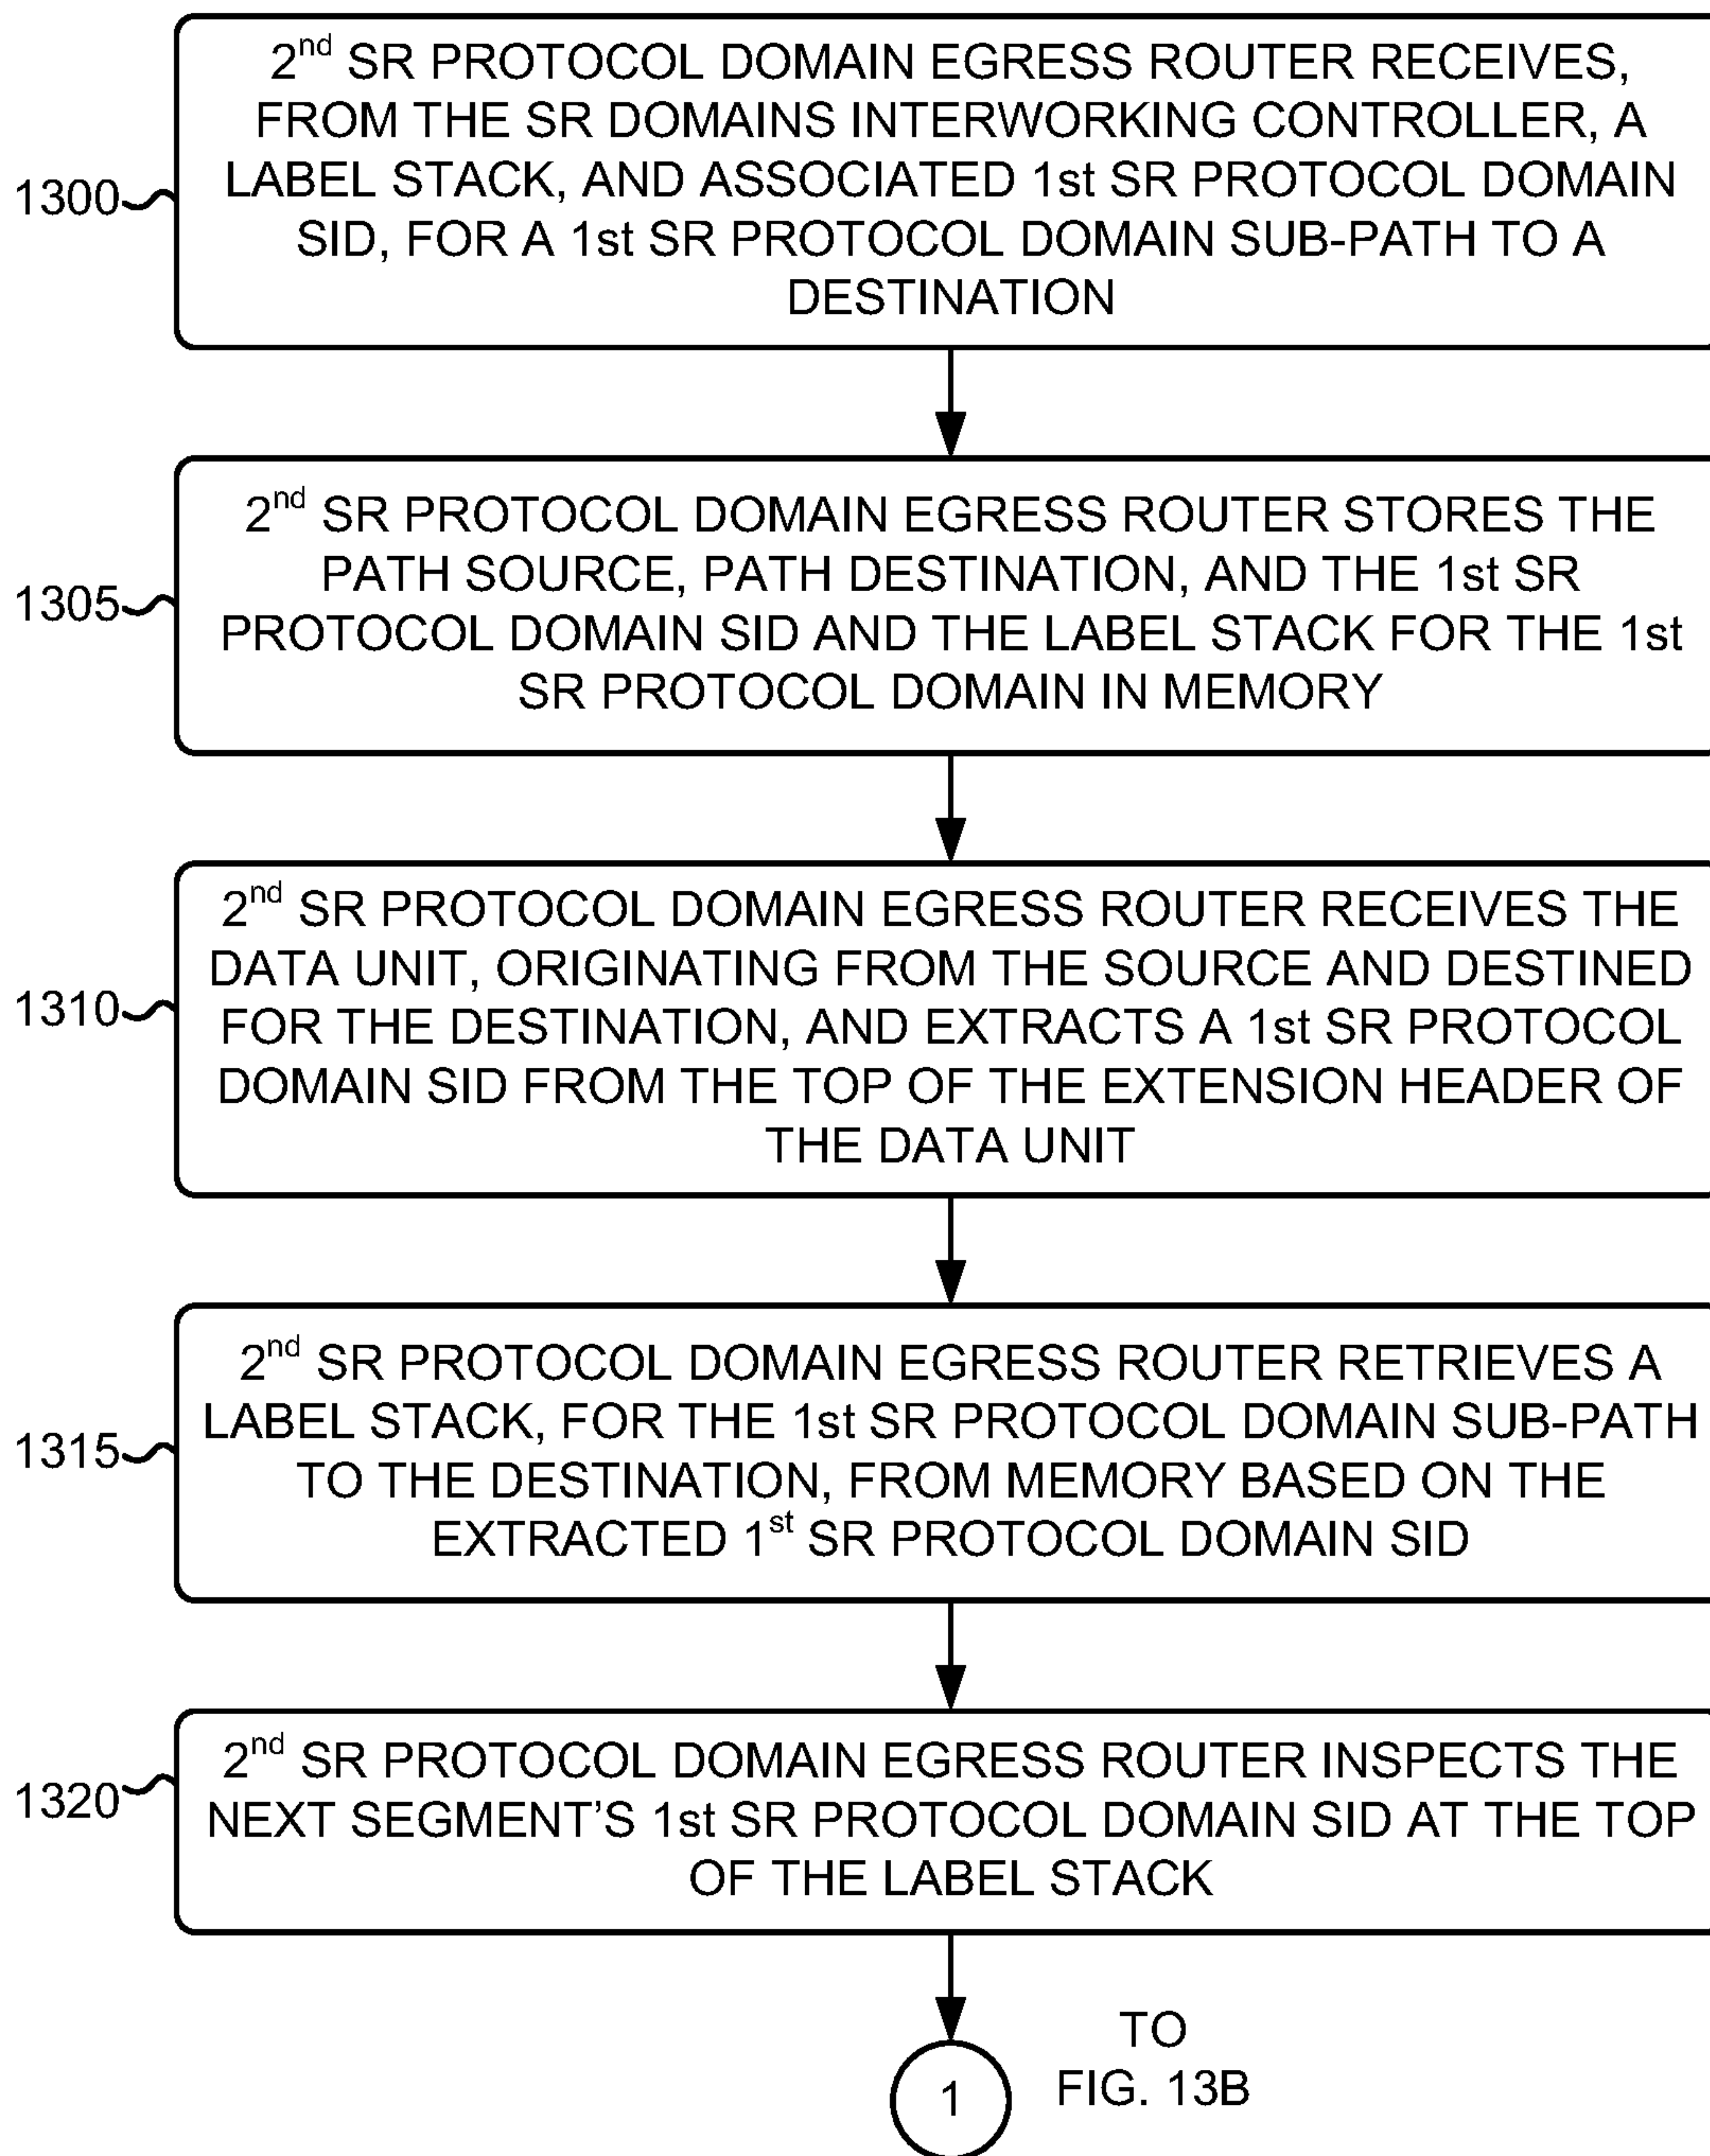 2nd SR PROTOCOL DOMAIN EGRESS ROUTER RECEIVES,
FROM THE SR DOMAINS INTERWORKING CONTROLLER, A
LABEL STACK, AND ASSOCIATED 1st SR PROTOCOL DOMAIN
SID, FOR A 1st SR PROTOCOL DOMAIN SUB-PATH TO A
DESTINATION
1300
2nd SR PROTOCOL DOMAIN EGRESS ROUTER STORES THE
PATH SOURCE, PATH DESTINATION, AND THE 1st SR
PROTOCOL DOMAIN SID AND THE LABEL STACK FOR THE 1st
SR PROTOCOL DOMAIN IN MEMORY
1305
2nd SR PROTOCOL DOMAIN EGRESS ROUTER RECEIVES THE
DATA UNIT, ORIGINATING FROM THE SOURCE AND DESTINED
FOR THE DESTINATION, AND EXTRACTS A 1st SR PROTOCOL
DOMAIN SID FROM THE TOP OF THE EXTENSION HEADER OF
THE DATA UNIT
1310
2nd SR PROTOCOL DOMAIN EGRESS ROUTER RETRIEVES A
LABEL STACK, FOR THE 1st SR PROTOCOL DOMAIN SUB-PATH
TO THE DESTINATION, FROM MEMORY BASED ON THE
EXTRACTED 1st SR PROTOCOL DOMAIN SID
1315
2nd SR PROTOCOL DOMAIN EGRESS ROUTER INSPECTS THE
NEXT SEGMENT'S 1st SR PROTOCOL DOMAIN SID AT THE TOP
OF THE LABEL STACK
1320
1
TO
FIG. 13B